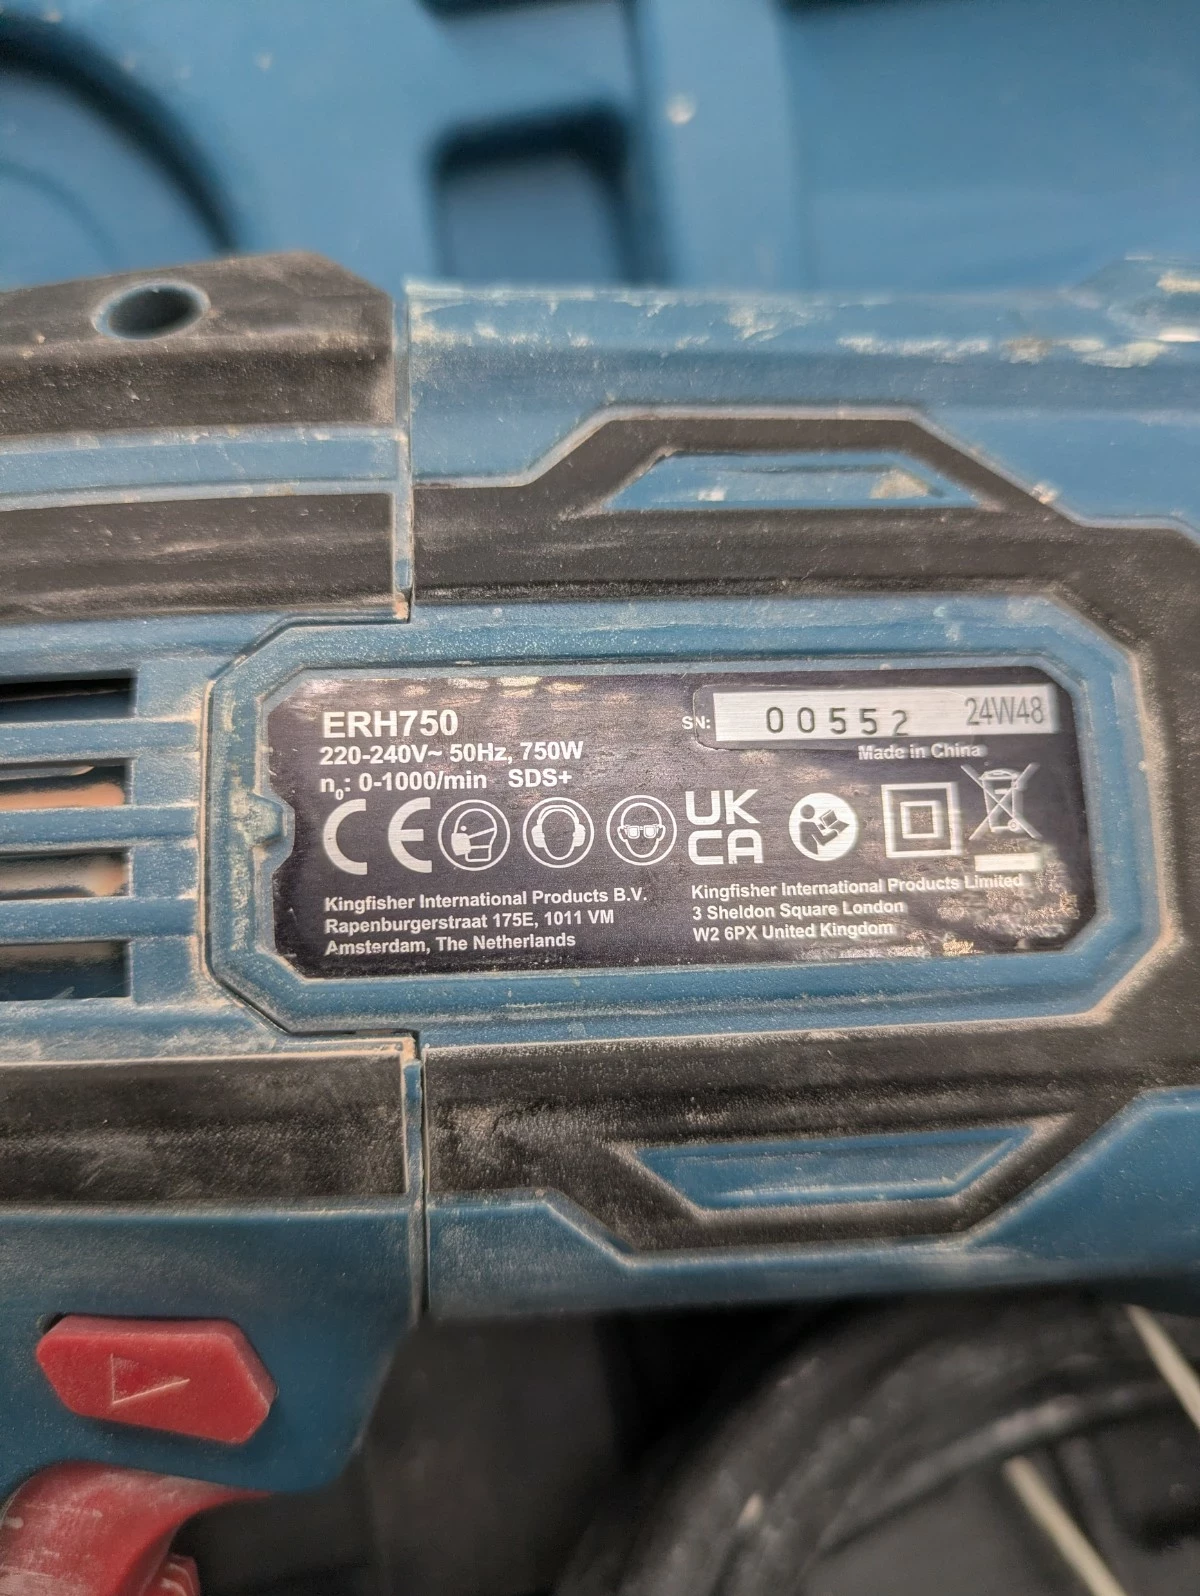 ERH750
220-240V~ 50Hz, 750W
n₀: 0-1000/min SDS+
SN: 00552 24W48
Made in China
CE
UK
CA
Kingfisher International Products B.V.
Rapenburgerstraat 175E, 1011 VM
Amsterdam, The Netherlands
Kingfisher International Products Limited
3 Sheldon Square London
W2 6PX United Kingdom